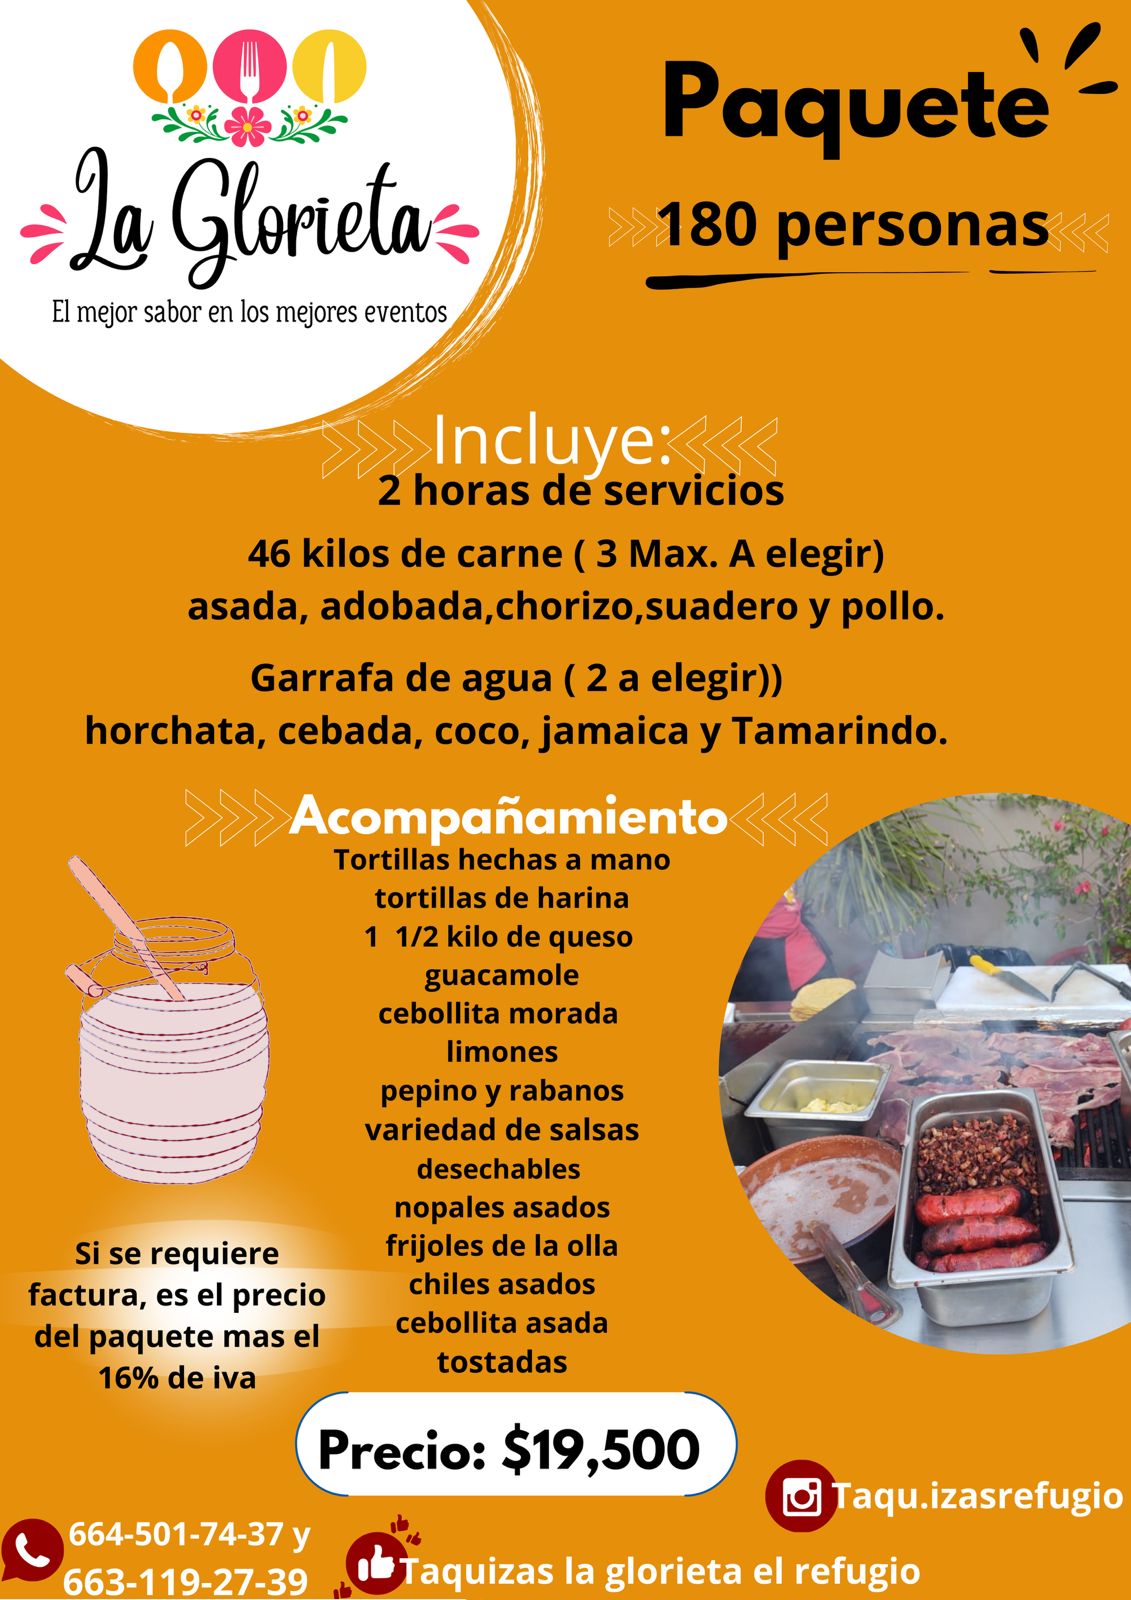 La Glorieta
El mejor sabor en los mejores eventos
Paquete
180 personas
Incluye:
2 horas de servicios
46 kilos de carne ( 3 Max. A elegir)
asada, adobada,chorizo,suadero y pollo.
Garrafa de agua ( 2 a elegir))
horchata, cebada, coco, jamaica y Tamarindo.
Acompañamiento
Tortillas hechas a mano
tortillas de harina
1 1/2 kilo de queso
guacamole
cebollita morada
limones
pepino y rabanos
variedad de salsas
desechables
nopales asados
frijoles de la olla
chiles asados
cebollita asada
tostadas
Si se requiere
factura, es el precio
del paquete mas el
16% de iva
Precio: $19,500
Taqu.izasrefugio
664-501-74-37 y
663-119-27-39
Taquizas la glorieta el refugio